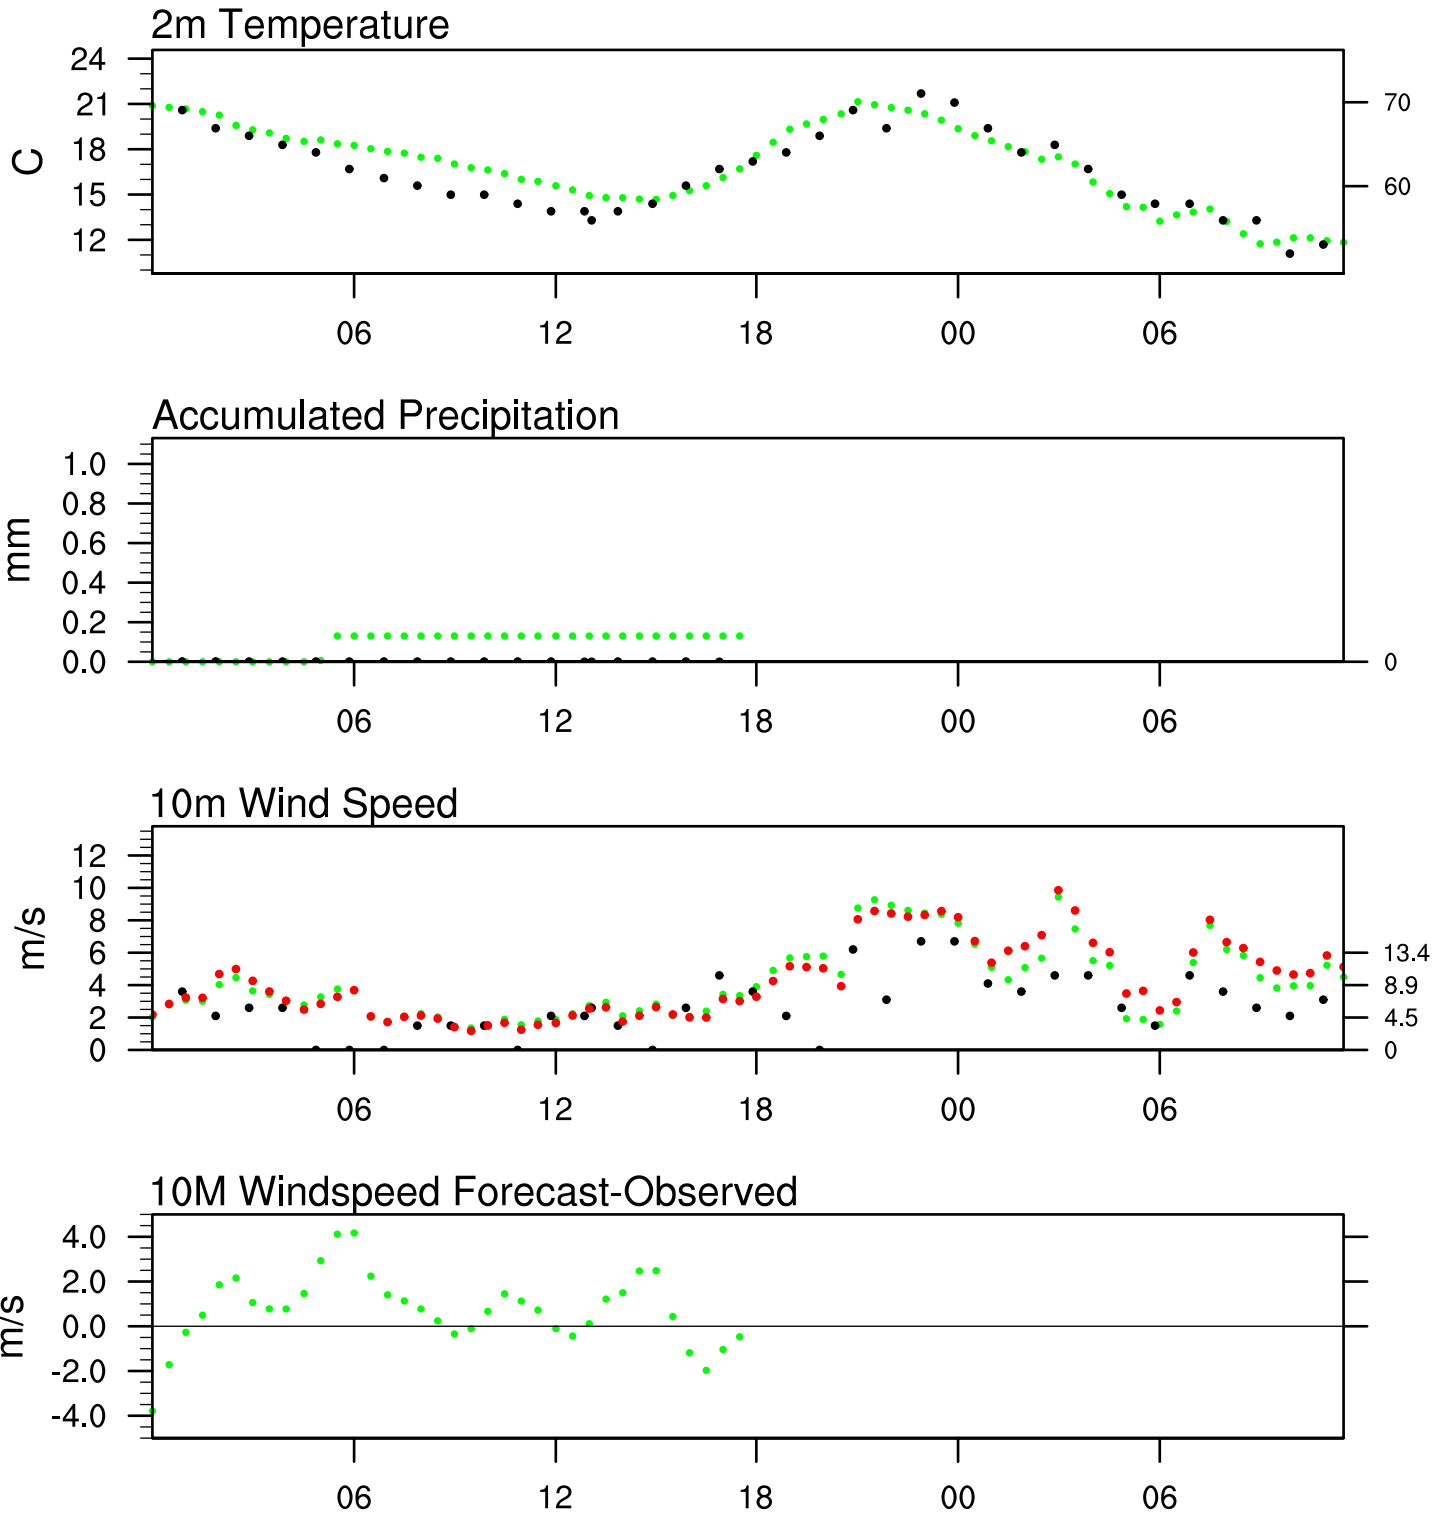 2m Temperature
24
21
18
15
12
C
70
60
06 12 18 00 06
Accumulated Precipitation
1.0
0.8
0.6
0.4
0.2
0.0
mm
0
06 12 18 00 06
10m Wind Speed
12
10
8
6
4
2
0
m/s
13.4
8.9
4.5
0
06 12 18 00 06
10M Windspeed Forecast-Observed
4.0
2.0
0.0
-2.0
-4.0
m/s
06 12 18 00 06